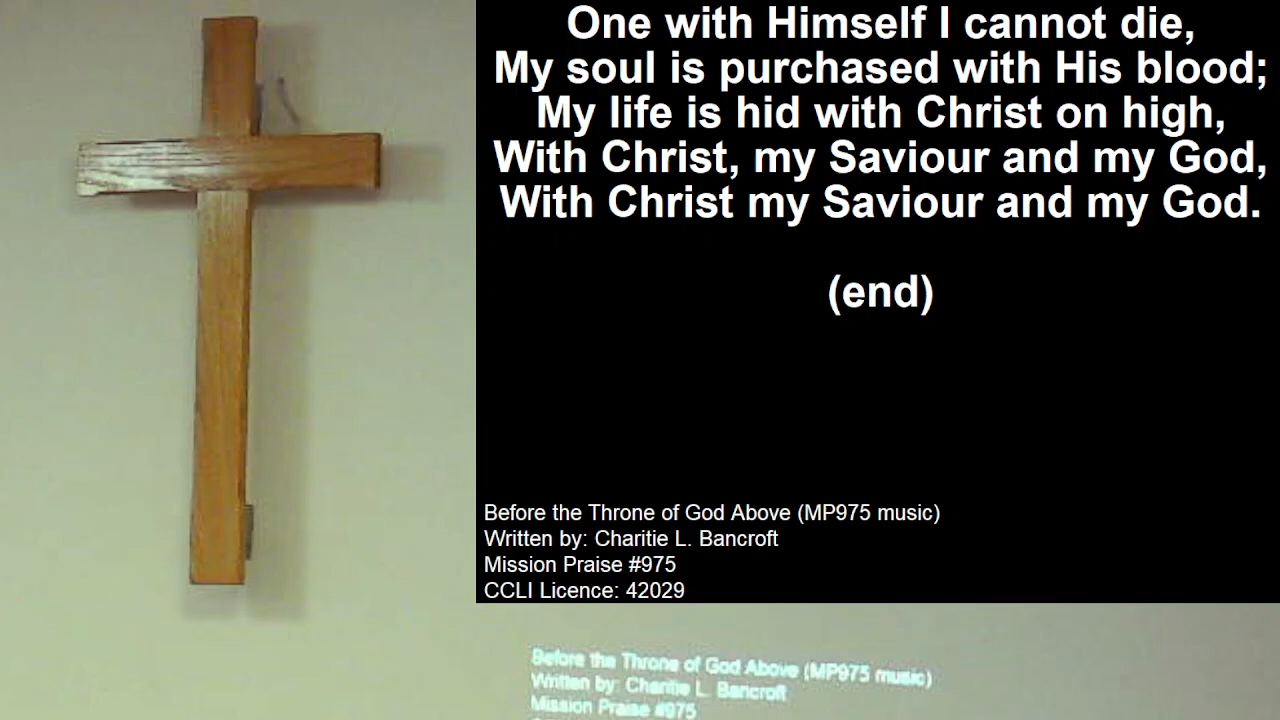 One with Himself I cannot die,
My soul is purchased with His blood;
My life is hid with Christ on high,
With Christ, my Saviour and my God,
With Christ my Saviour and my God.
(end)
Before the Throne of God Above (MP975 music)
Written by: Charitie L. Bancroft
Mission Praise #975
CCLI Licence: 42029
Before the Throne of God Above (MP975 music)
Written by: Charitie L. Bancroft
Mission Praise #975